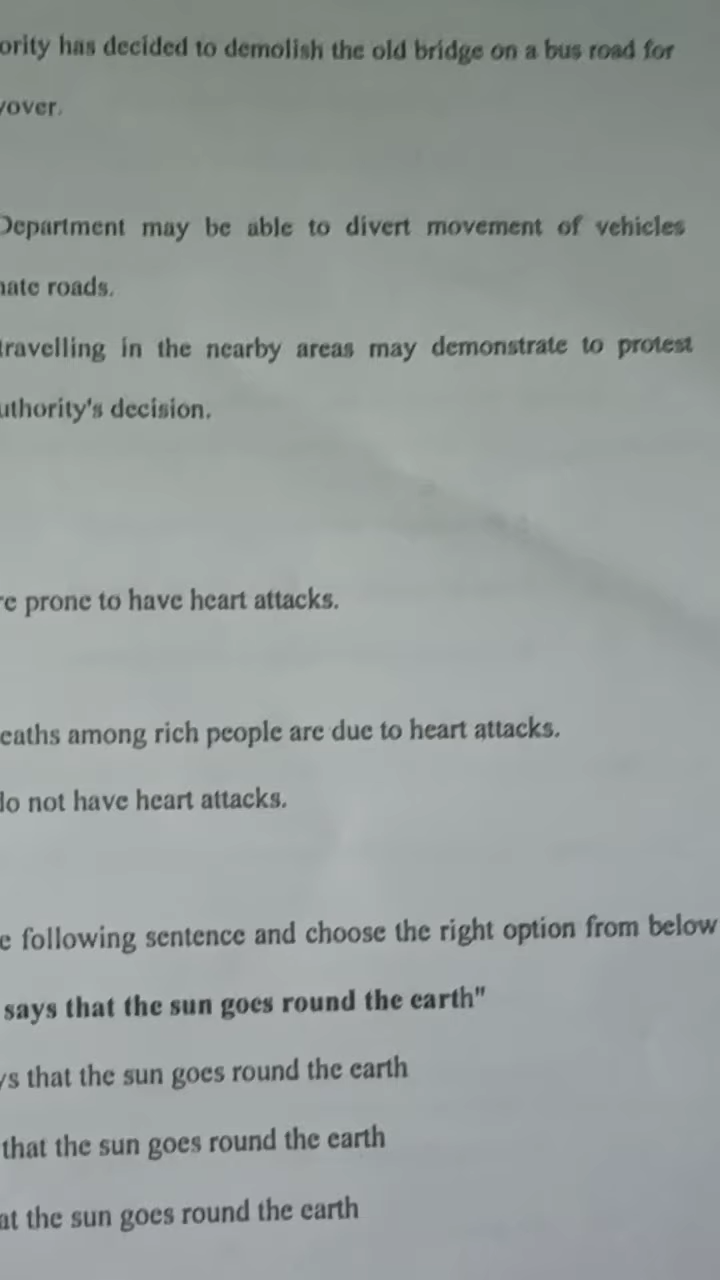 ority has decided to demolish the old bridge on a bus road for
yover.
Department may be able to divert movement of vehicles
nate roads.
travelling in the nearby areas may demonstrate to protest
uthority's decision.
re prone to have heart attacks.
eaths among rich people are due to heart attacks.
do not have heart attacks.
e following sentence and choose the right option from below
says that the sun goes round the earth"
ys that the sun goes round the earth
that the sun goes round the earth
at the sun goes round the earth